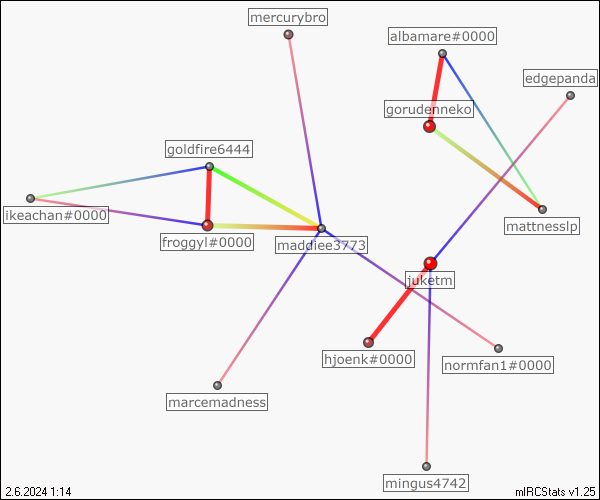 mercurybro
albamare#0000
edgepanda
gorudenneko
goldfire6444
ikeachan#0000
mattnesslp
froggyl#0000
maddiee3773
juketm
hjoenk#0000
normfan1#0000
marcemadness
mingus4742
2.6.2024 1:14
mIRCStats v1.25